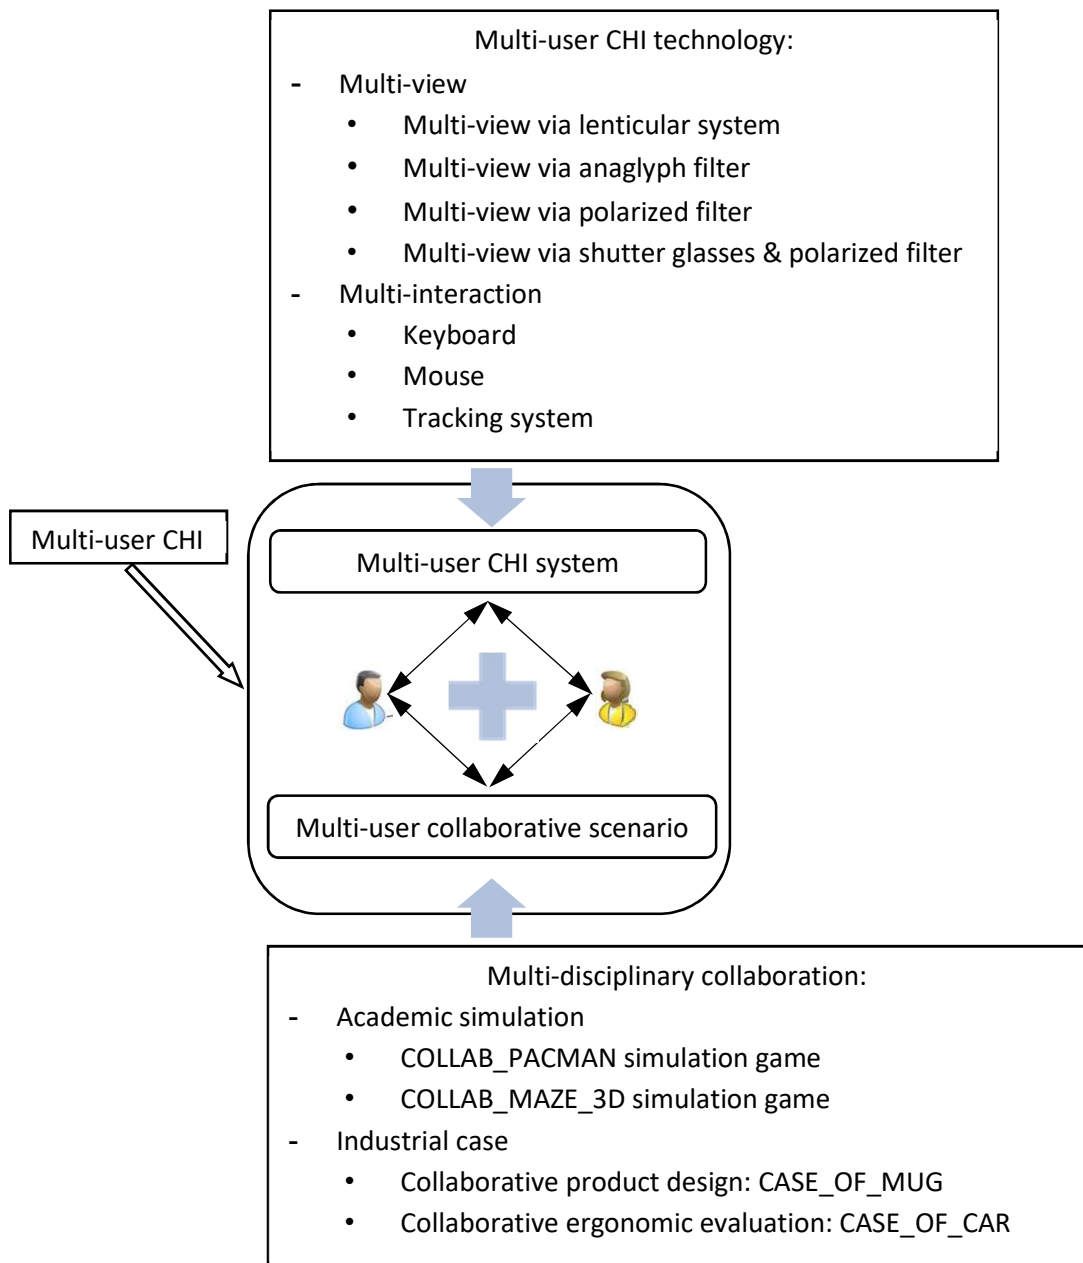 Multi-user CHI technology:
- Multi-view
• Multi-view via lenticular system
• Multi-view via anaglyph filter
• Multi-view via polarized filter
• Multi-view via shutter glasses & polarized filter
- Multi-interaction
• Keyboard
• Mouse
• Tracking system
Multi-user CHI
Multi-user CHI system
Multi-user collaborative scenario
Multi-disciplinary collaboration:
- Academic simulation
• COLLAB_PACMAN simulation game
• COLLAB_MAZE_3D simulation game
- Industrial case
• Collaborative product design: CASE_OF_MUG
• Collaborative ergonomic evaluation: CASE_OF_CAR